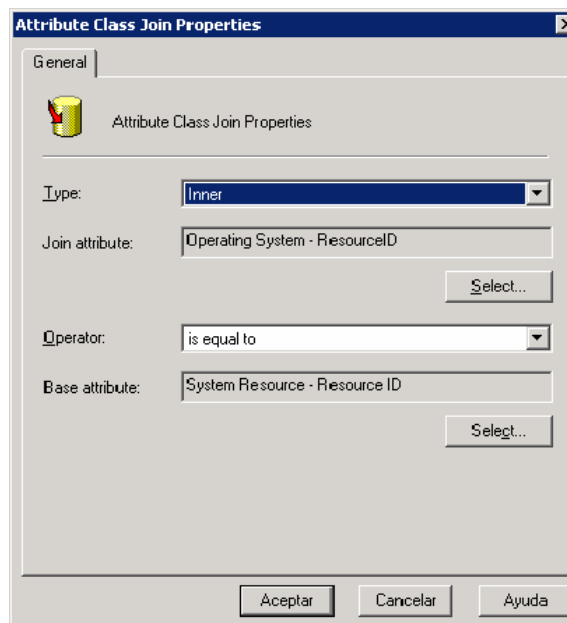 Attribute Class Join Properties
General
Attribute Class Join Properties
Type:
Inner
Join attribute:
Operating System - ResourceID
Select...
Operator:
is equal to
Base attribute:
System Resource - Resource ID
Select...
Aceptar
Cancelar
Ayuda